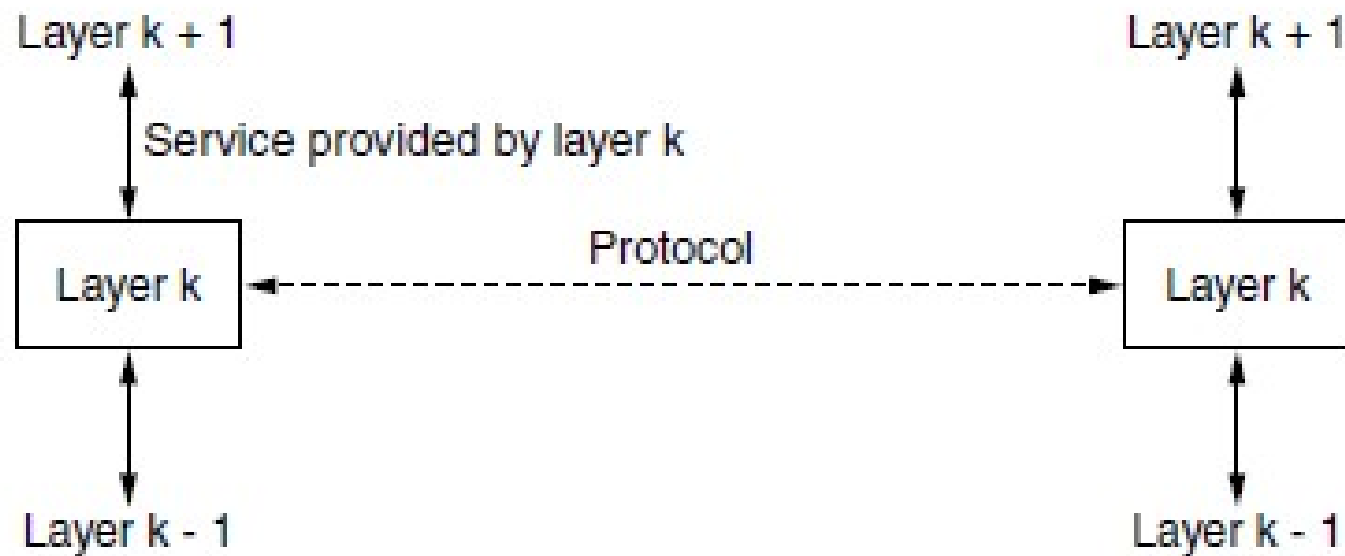 Layer k + 1
Layer k + 1
Service provided by layer k
Protocol
Layer k
Layer k
Layer k - 1
Layer k - 1